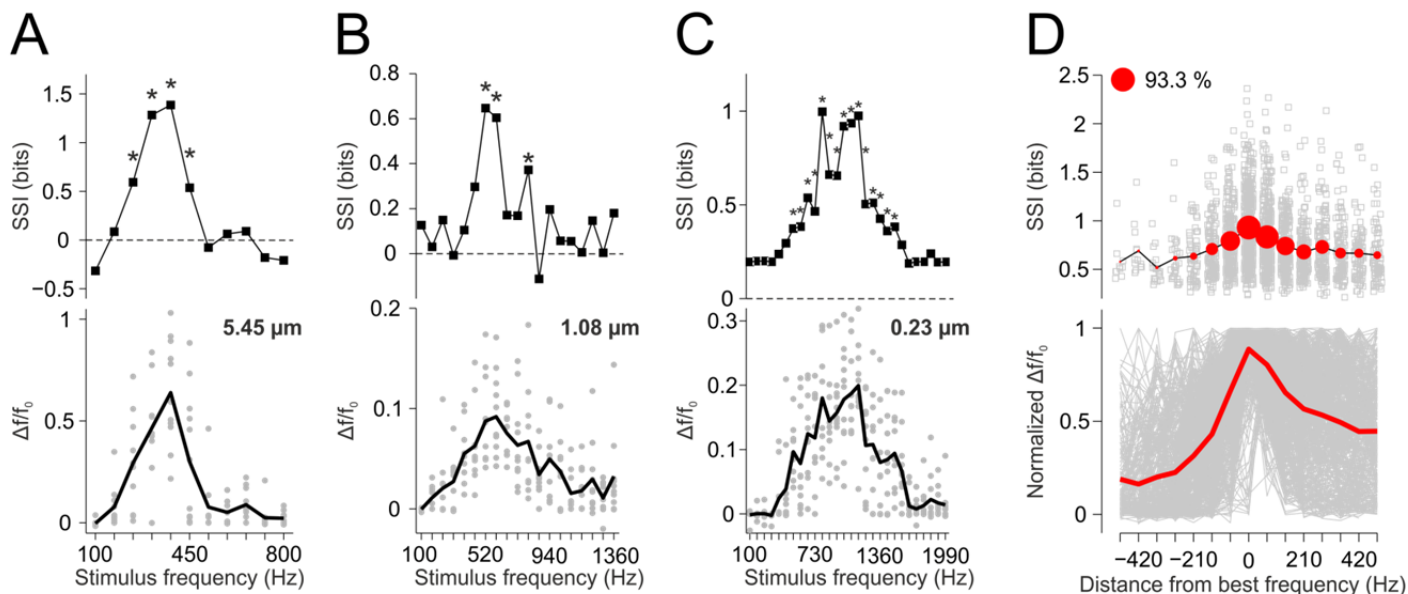 A
B
C
D
SSI (bits)
1.5
1
0.5
0
−0.5
* * * *
5.45 µm
Δf/f₀
1
0.5
0
100 450 800
Stimulus frequency (Hz)
SSI (bits)
0.8
0.6
0.4
0.2
0
* * *
1.08 µm
Δf/f₀
0.2
0.1
0
100 520 940 1360
Stimulus frequency (Hz)
SSI (bits)
1
0.5
0
* * * * * * * * * * * * * * *
0.23 µm
Δf/f₀
0.3
0.2
0.1
0
100 730 1360 1990
Stimulus frequency (Hz)
SSI (bits)
2.5
2
1.5
1
0.5
93.3 %
Normalized Δf/f₀
1
0.5
0
−420 −210 0 210 420
Distance from best frequency (Hz)